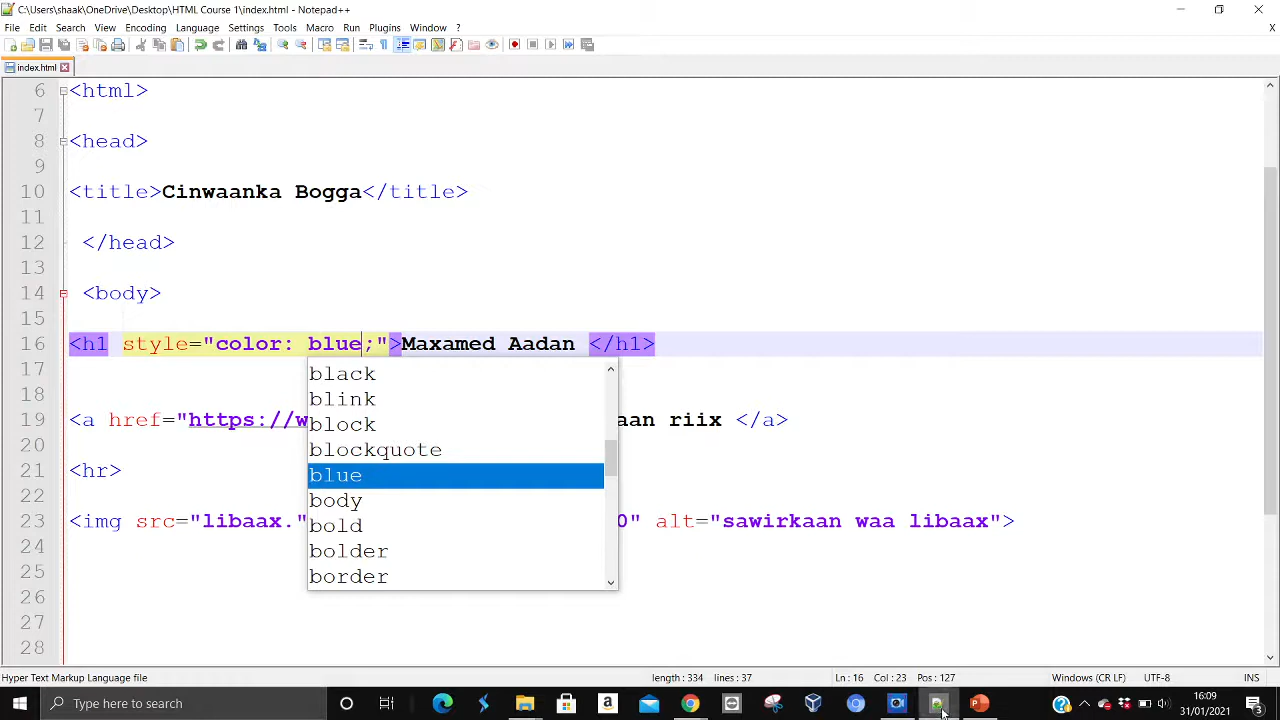 C:\Users\shaak\OneDrive\Desktop\HTML Course 1\index.html - Notepad++
File Edit Search View Encoding Language Settings Tools Macro Run Plugins Window ?
X
index.html
6 <html>
7
8 <head>
9
10 <title>Cinwaanka Bogga</title>
11
12 </head>
13
14 <body>
15
16 <h1 style="color: blue;">Maxamed Aadan </h1>
17
black
18
blink
19 <a href="https://w aan riix </a>
block
20
blockquote
21 <hr>
blue
22
body
23 <img src="libaax." 0" alt="sawirkaan waa libaax">
bold
24
bolder
25
border
26
27
28
Hyper Text Markup Language file length : 334 lines : 37 Ln : 16 Col : 23 Pos : 127 Windows (CR LF) UTF-8 INS
Type here to search
16:09
31/01/2021
3